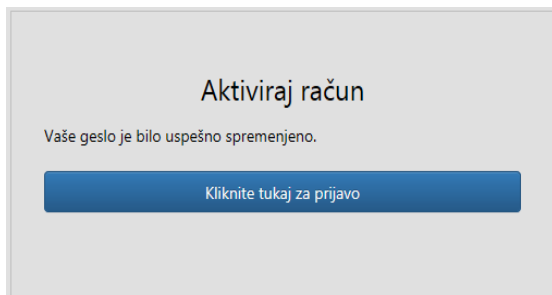 Aktiviraj račun
Vaše geslo je bilo uspešno spremenjeno.
Kliknite tukaj za prijavo